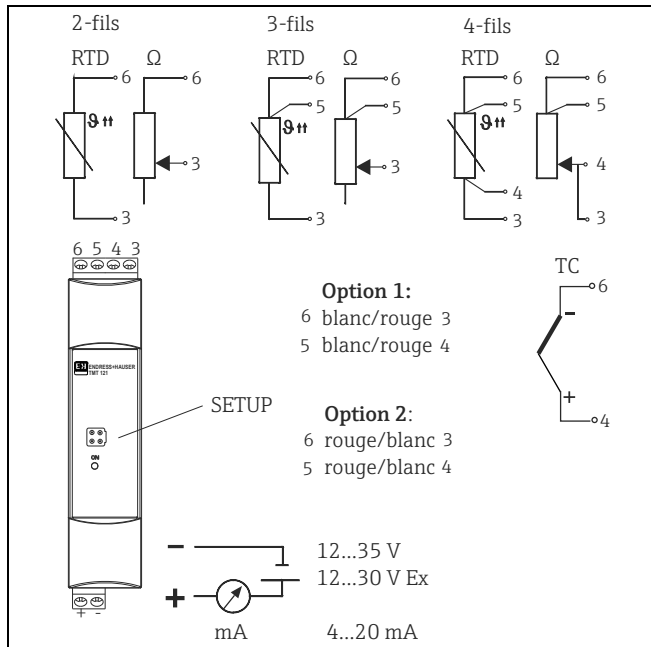 2-fils 3-fils 4-fils
RTD Ω RTD Ω RTD Ω
6 6 6 6 6 6
5 5 5 5
ϑ ϑ ϑ
3 3 4
4
3 3 3 3
6 5 4 3
TC
6
-
+
4
Option 1:
6 blanc/rouge 3
5 blanc/rouge 4
Option 2:
6 rouge/blanc 3
5 rouge/blanc 4
EH ENDRESS+HAUSER
TMT 121
SETUP
ON
+ -
- 12...35 V
12...30 V Ex
+
mA 4...20 mA